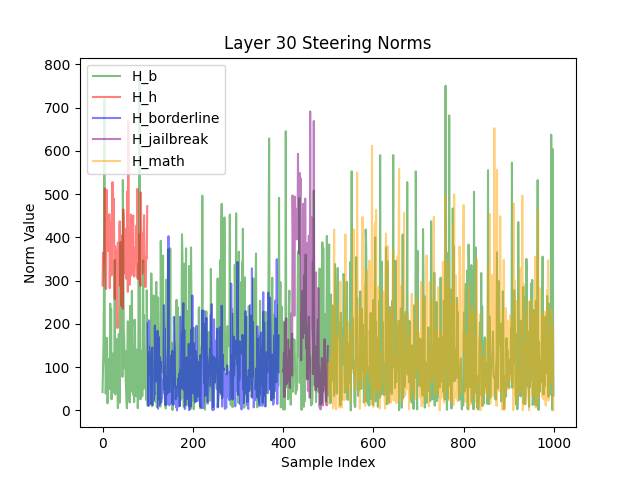 Layer 30 Steering Norms
800
700
600
500
400
300
200
100
0
Norm Value
H_b
H_h
H_borderline
H_jailbreak
H_math
0 200 400 600 800 1000
Sample Index